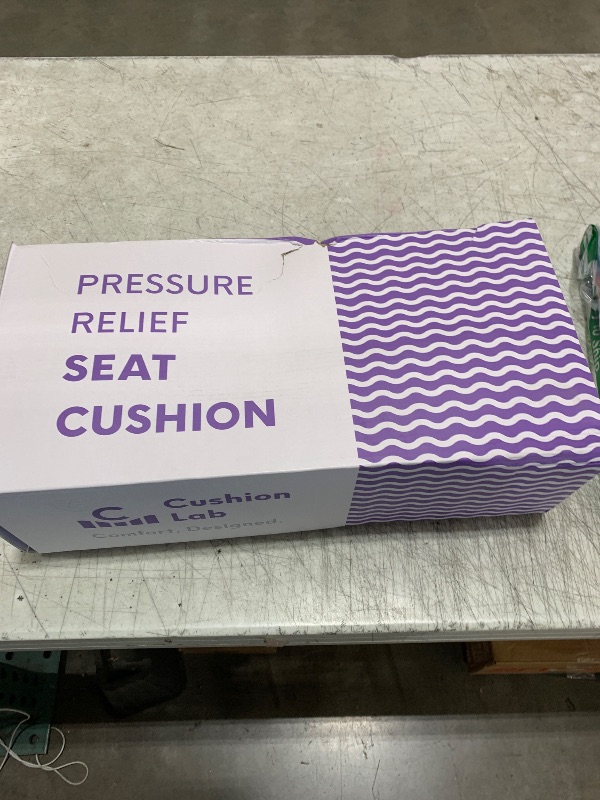 PRESSURE
RELIEF
SEAT
CUSHION
Cushion
Lab
Comfort. Designed.